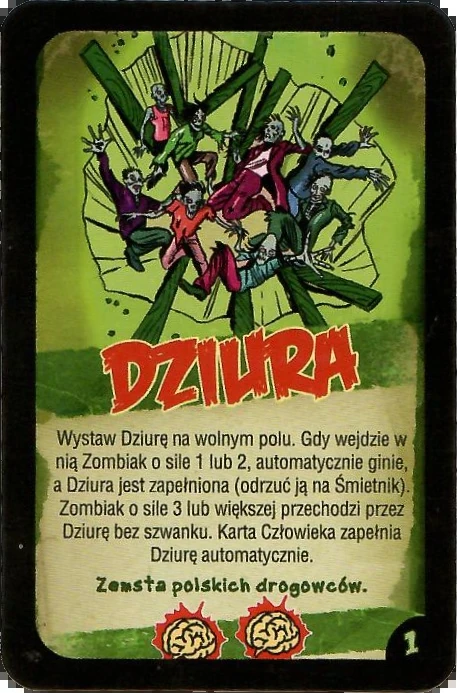 DZIURA
Wystaw Dziurę na wolnym polu. Gdy wejdzie w
nią Zombiak o sile 1 lub 2, automatycznie ginie,
a Dziura jest zapełniona (odrzuć ją na Śmietnik).
Zombiak o sile 3 lub większej przechodzi przez
Dziurę bez szwanku. Karta Człowieka zapełnia
Dziurę automatycznie.
Zemsta polskich drogowców.
1